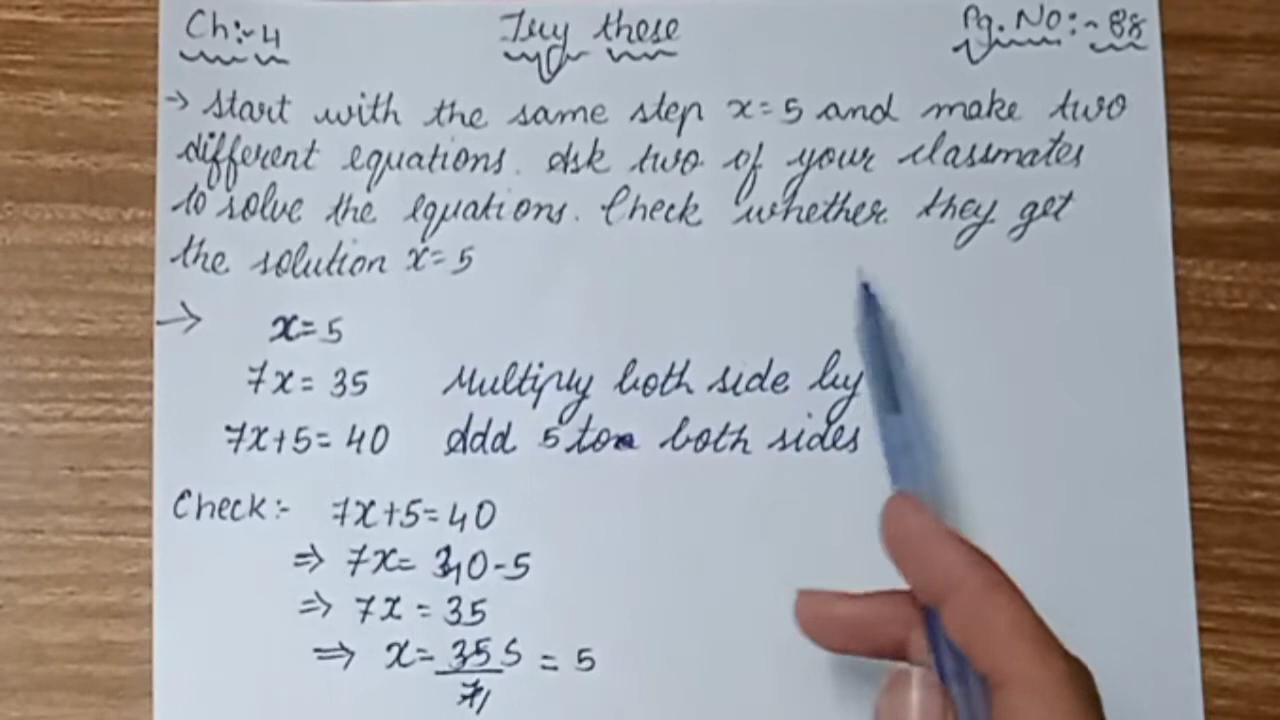 Ch:- 4 Try these Pg. No:- 88
→ Start with the same step x = 5 and make two
different equations. Ask two of your classmates
to solve the equations. Check whether they get
the solution x = 5
→ x = 5
7x = 35 Multiply both side by
7x+5 = 40 Add 5 to both sides
Check:- 7x+5 = 40
⇒ 7x = 40-5
⇒ 7x = 35
⇒ x = 35 5 = 5
71